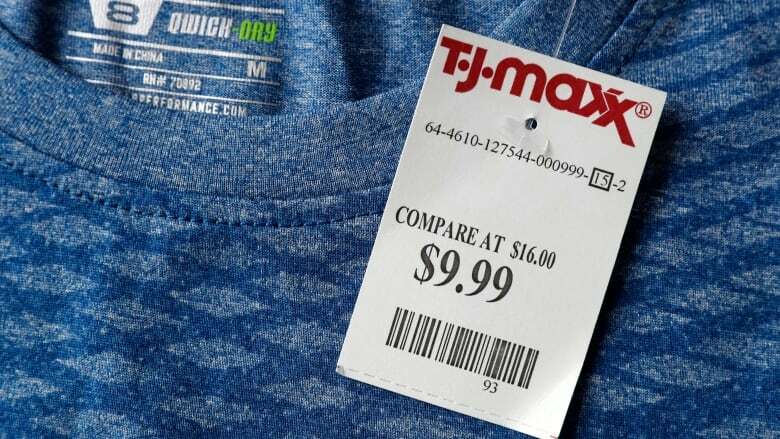 8
QWICK-DRY
MADE IN CHINA
M
RN# 70892
PERFORMANCE.COM
T·J·maxx®
64-4610-127544-000999-15-2
COMPARE AT $16.00
$9.99
93